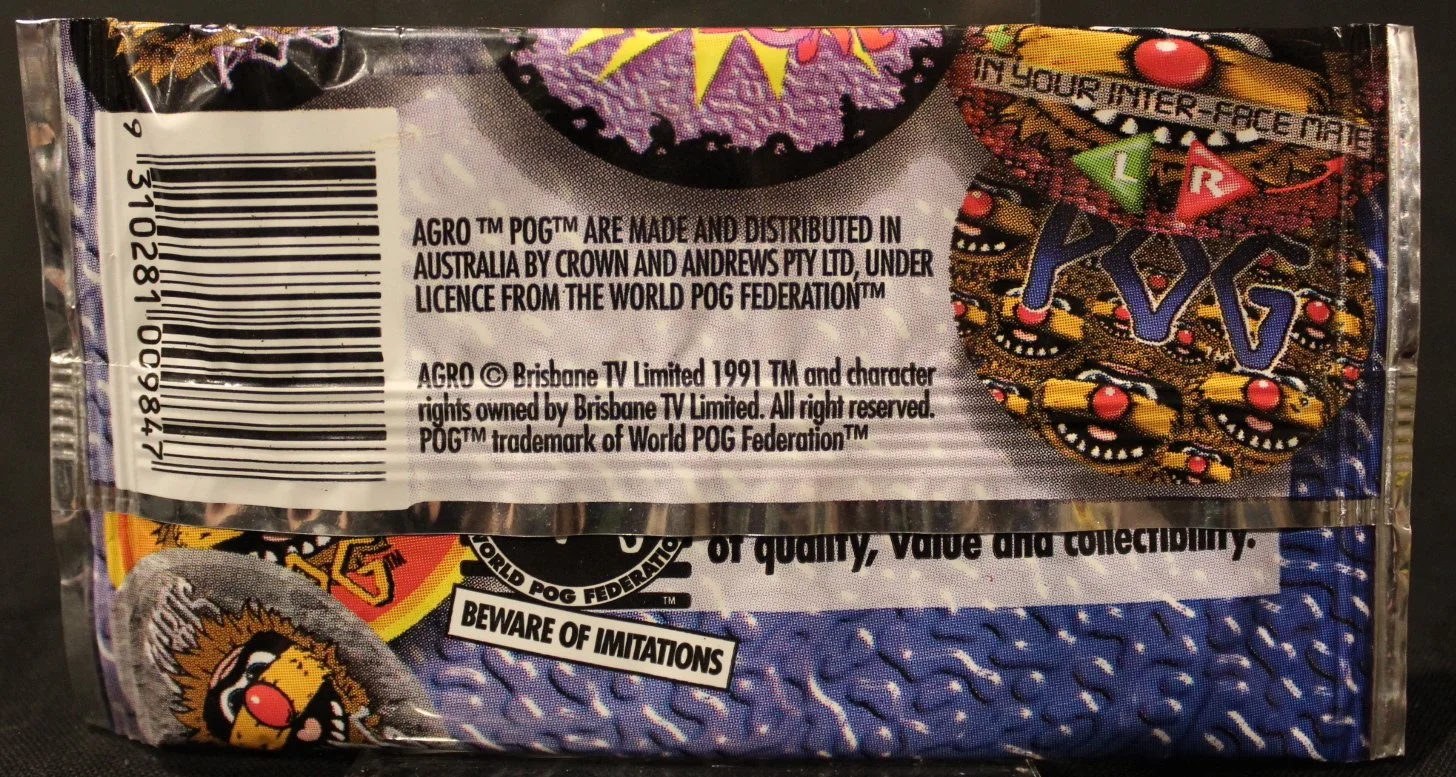 IN YOUR INTER-FACE MATE
L R
POG
9 310281 009847
AGRO ™ POG™ ARE MADE AND DISTRIBUTED IN
AUSTRALIA BY CROWN AND ANDREWS PTY LTD, UNDER
LICENCE FROM THE WORLD POG FEDERATION™
AGRO © Brisbane TV Limited 1991 TM and character
rights owned by Brisbane TV Limited. All right reserved.
POG™ trademark of World POG Federation™
of quality, value and collectibility.
WORLD POG FEDERATION
TM
BEWARE OF IMITATIONS